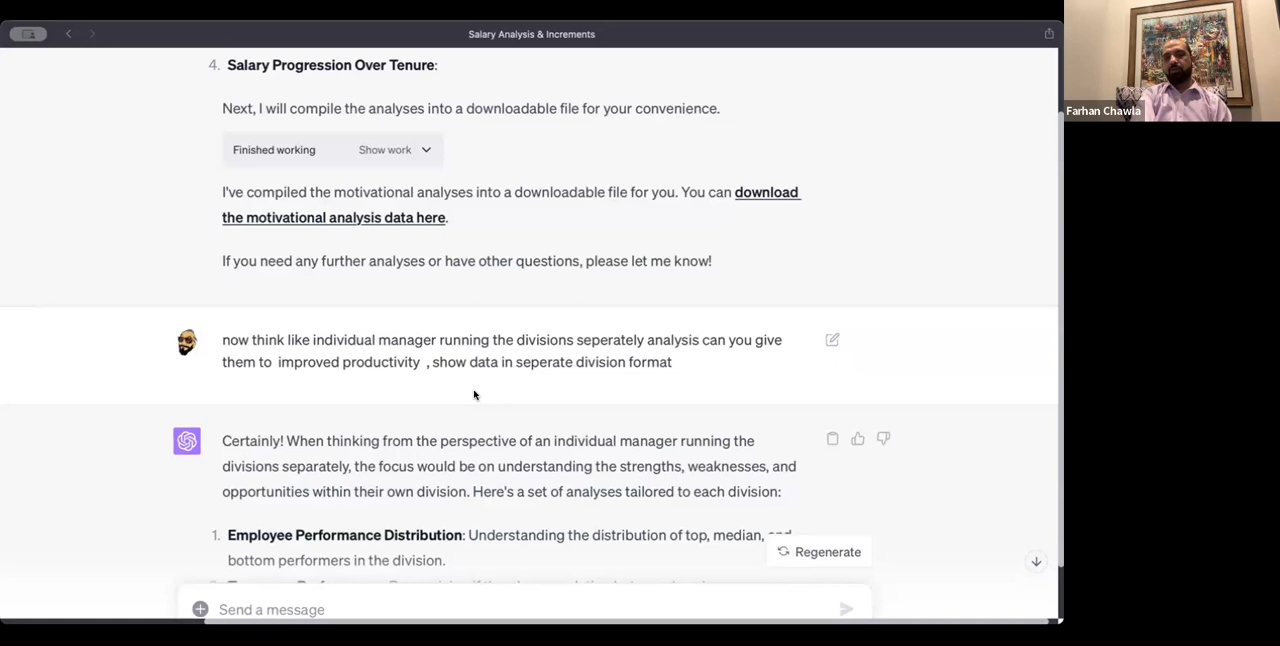 Salary Analysis & Increments
Farhan Chawla
4. Salary Progression Over Tenure:
Next, I will compile the analyses into a downloadable file for your convenience.
Finished working Show work
I've compiled the motivational analyses into a downloadable file for you. You can download
the motivational analysis data here.
If you need any further analyses or have other questions, please let me know!
now think like individual manager running the divisions seperately analysis can you give
them to improved productivity , show data in seperate division format
Certainly! When thinking from the perspective of an individual manager running the
divisions separately, the focus would be on understanding the strengths, weaknesses, and
opportunities within their own division. Here's a set of analyses tailored to each division:
1. Employee Performance Distribution: Understanding the distribution of top, median, and
Regenerate
bottom performers in the division.
Send a message